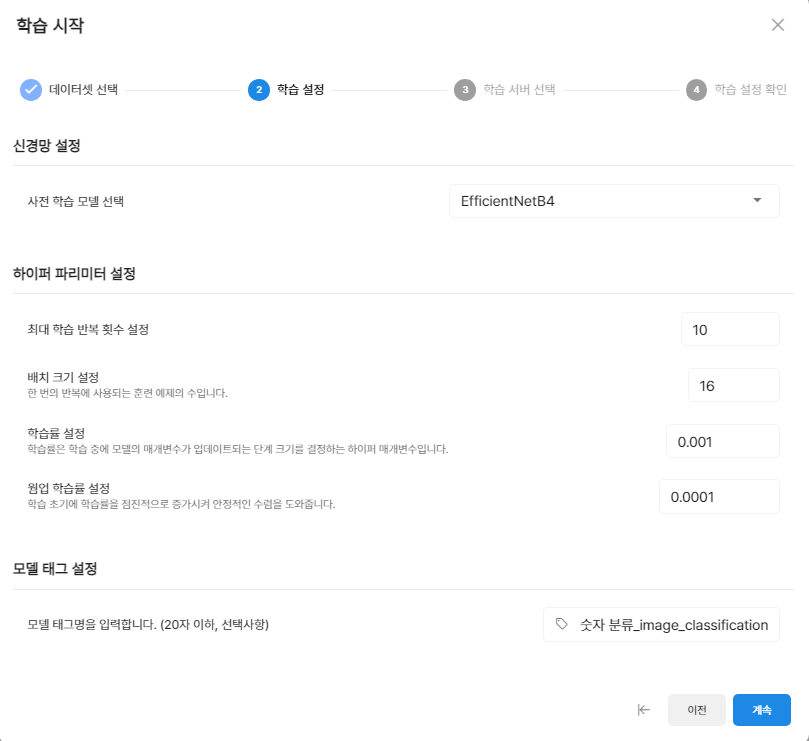 학습 시작
데이터셋 선택
2 학습 설정
3 학습 서버 선택
4 학습 설정 확인
신경망 설정
사전 학습 모델 선택
EfficientNetB4
하이퍼 파리미터 설정
최대 학습 반복 횟수 설정
10
배치 크기 설정
한 번의 반복에 사용되는 훈련 예제의 수입니다.
16
학습률 설정
학습률은 학습 중에 모델의 매개변수가 업데이트되는 단계 크기를 결정하는 하이퍼 매개변수입니다.
0.001
웜업 학습률 설정
학습 초기에 학습률을 점진적으로 증가시켜 안정적인 수렴을 도와줍니다.
0.0001
모델 태그 설정
모델 태그명을 입력합니다. (20자 이하, 선택사항)
숫자 분류_image_classification
이전
계속